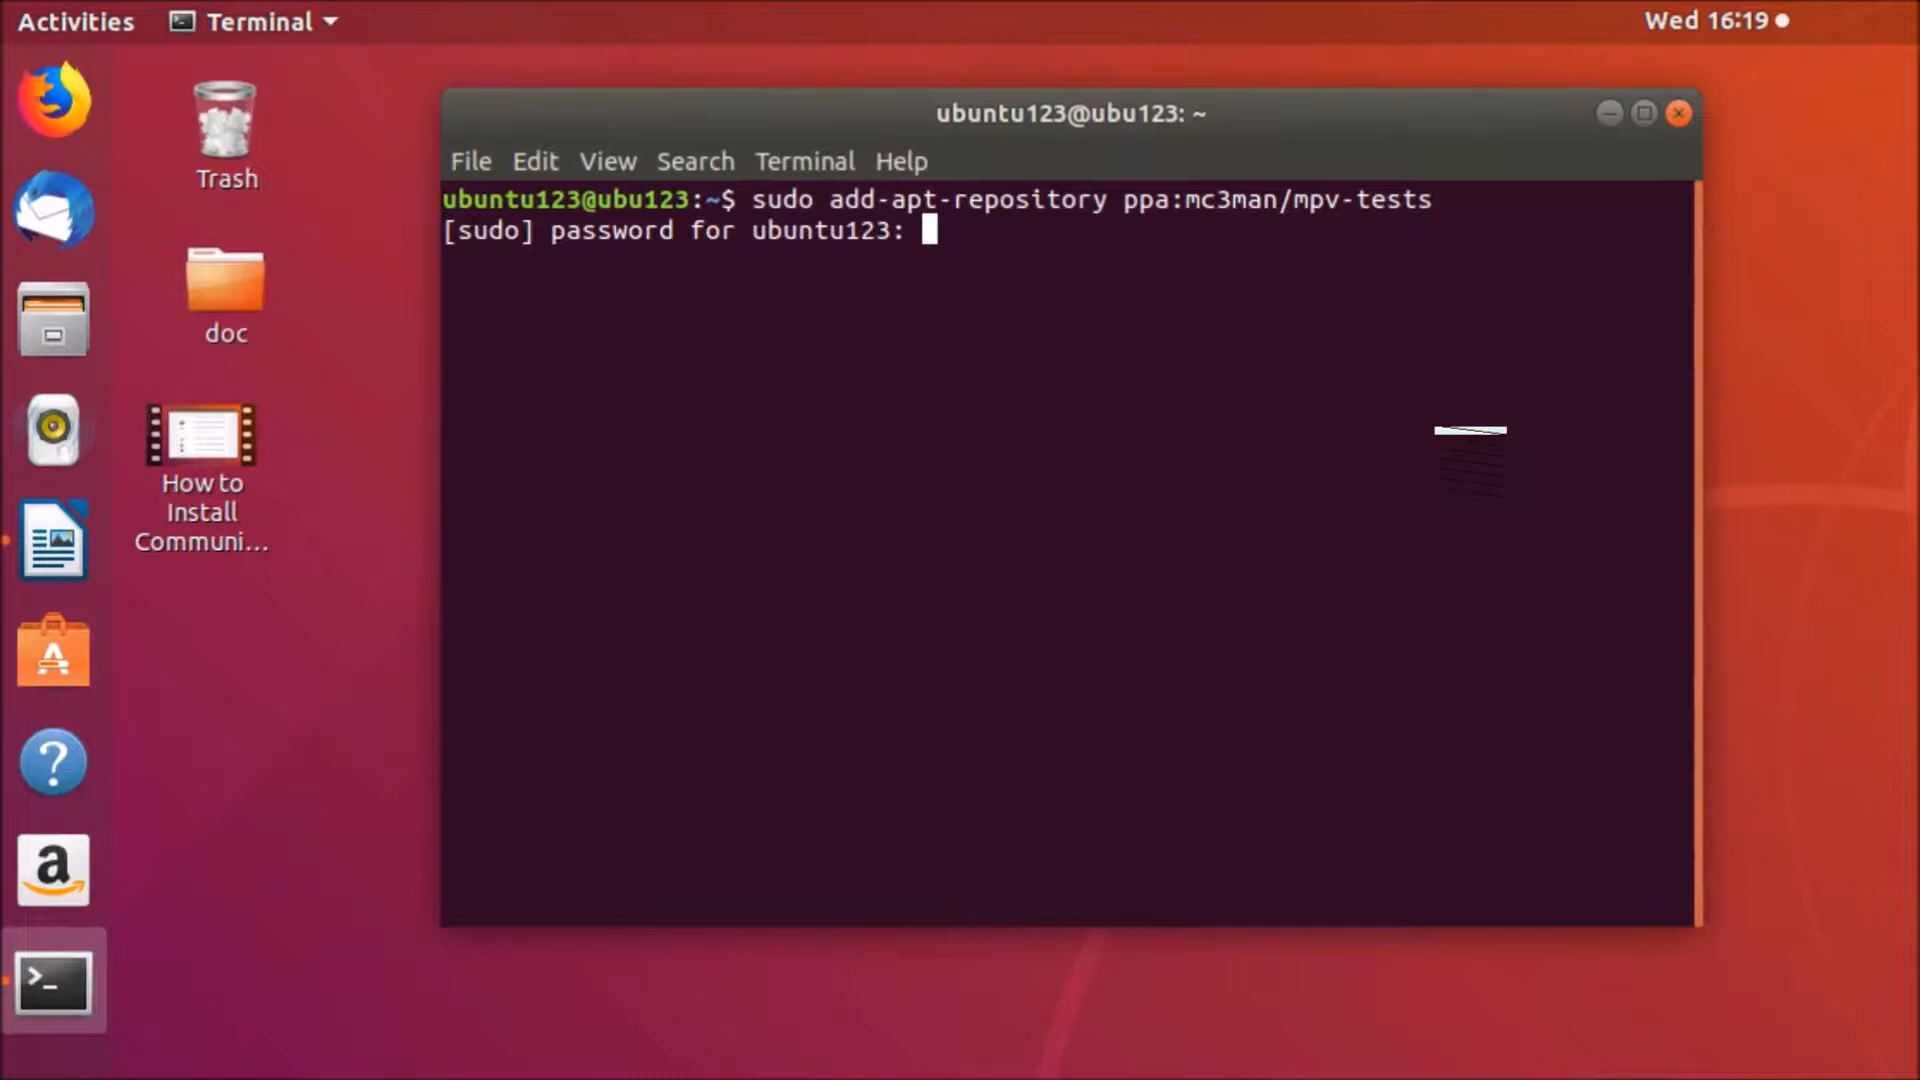 Activities
Terminal
Wed 16:19
Trash
doc
How to
Install
Communi...
ubuntu123@ubu123: ~
File Edit View Search Terminal Help
ubuntu123@ubu123:~$ sudo add-apt-repository ppa:mc3man/mpv-tests
[sudo] password for ubuntu123: